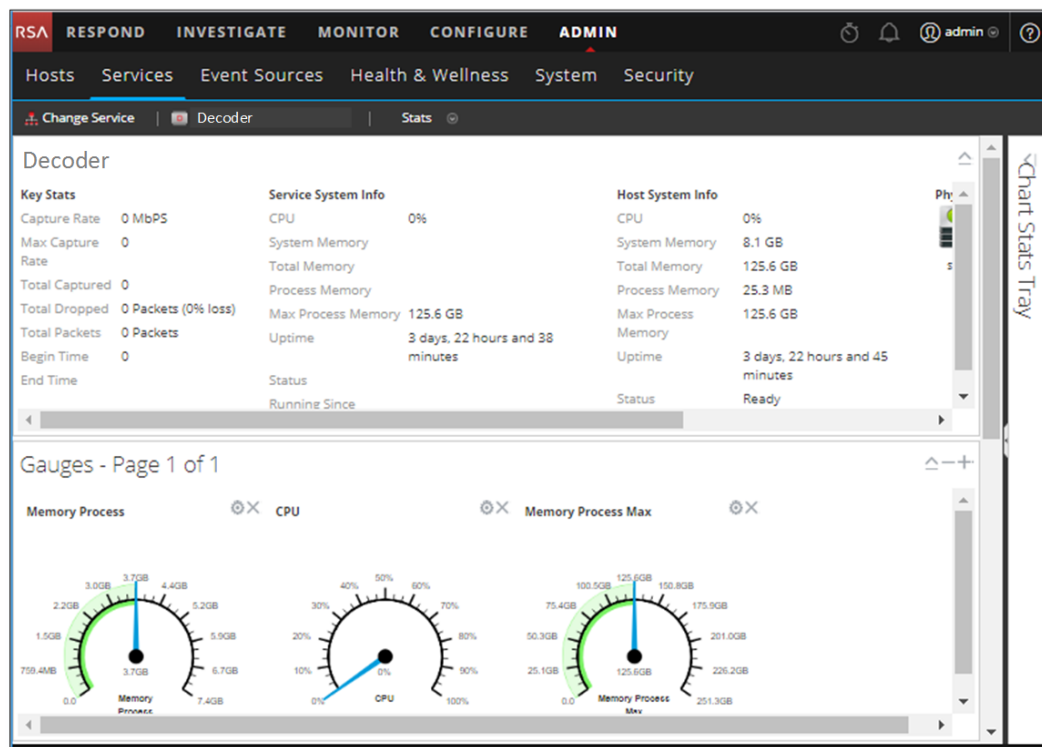 RSA RESPOND INVESTIGATE MONITOR CONFIGURE ADMIN admin ?
Hosts Services Event Sources Health & Wellness System Security
Change Service | Decoder | Stats
Decoder
Key Stats
Capture Rate 0 MbPS
Max Capture Rate 0
Total Captured 0
Total Dropped 0 Packets (0% loss)
Total Packets 0 Packets
Begin Time 0
End Time
Service System Info
CPU 0%
System Memory
Total Memory
Process Memory
Max Process Memory 125.6 GB
Uptime 3 days, 22 hours and 38
minutes
Status
Running Since
Host System Info
CPU 0%
System Memory 8.1 GB
Total Memory 125.6 GB
Process Memory 25.3 MB
Max Process 125.6 GB
Memory
Uptime 3 days, 22 hours and 45
minutes
Status Ready
Chart Stats Tray
Gauges - Page 1 of 1
Memory Process
0.0
759.4MB
1.5GB
2.2GB
3.0GB
3.7GB
4.4GB
5.2GB
5.9GB
6.7GB
7.4GB
3.7GB
Memory
Process
CPU
0%
10%
20%
30%
40%
50%
60%
70%
80%
90%
100%
0%
CPU
Memory Process Max
0.0
25.1GB
50.3GB
75.4GB
100.5GB
125.6GB
150.8GB
175.9GB
201.0GB
226.2GB
251.3GB
125.6GB
Memory Process
Max